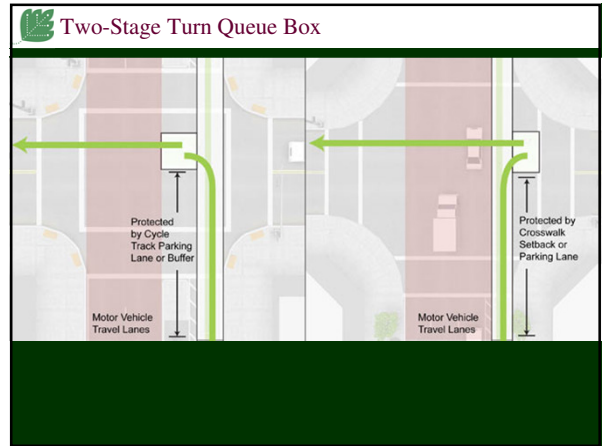 Two-Stage Turn Queue Box
Protected
by Cycle
Track Parking
Lane or Buffer
Motor Vehicle
Travel Lanes
Protected by
Crosswalk
Setback or
Parking Lane
Motor Vehicle
Travel Lanes